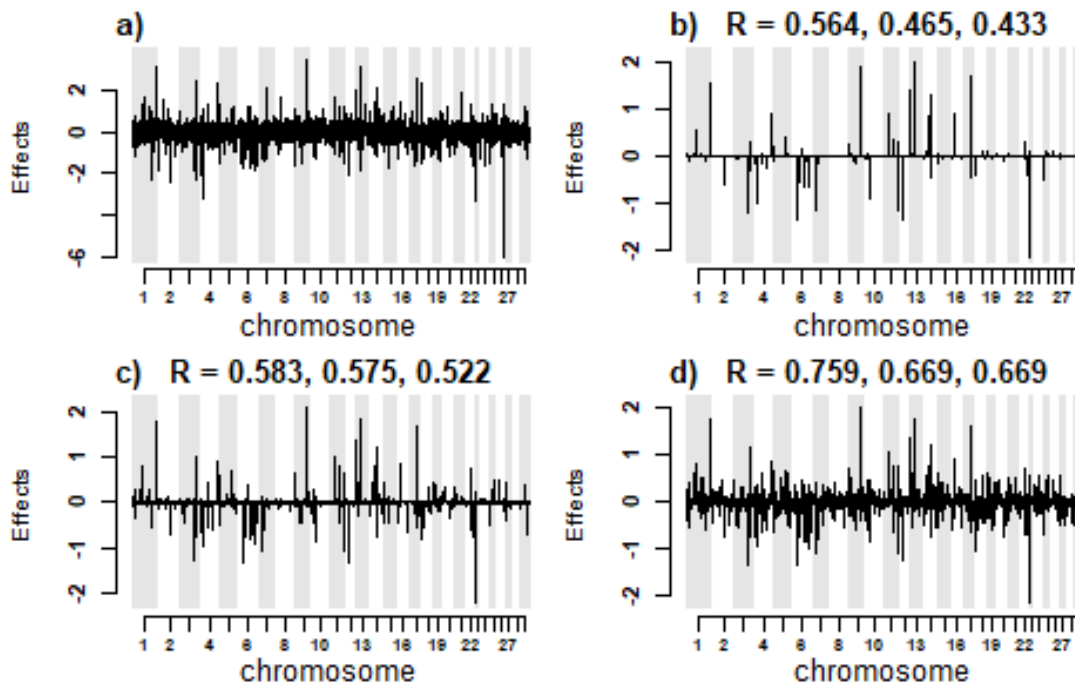 a)
b) R = 0.564, 0.465, 0.433
Effects
2
0
-2
-6
1 2 4 6 8 10 13 16 19 22 27
chromosome
Effects
2
1
0
-1
-2
1 2 4 6 8 10 13 16 19 22 27
chromosome
c) R = 0.583, 0.575, 0.522
d) R = 0.759, 0.669, 0.669
Effects
2
1
0
-1
-2
1 2 4 6 8 10 13 16 19 22 27
chromosome
Effects
2
1
0
-1
-2
1 2 4 6 8 10 13 16 19 22 27
chromosome